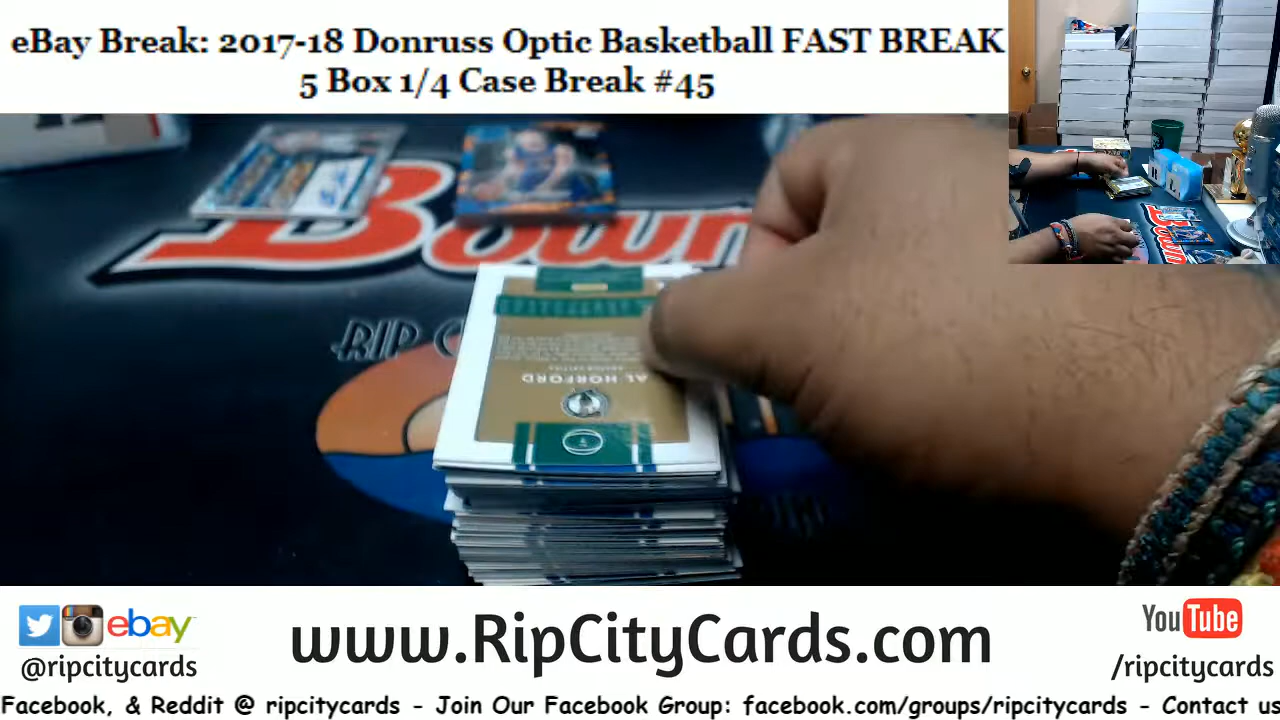 eBay Break: 2017-18 Donruss Optic Basketball FAST BREAK
5 Box 1/4 Case Break #45
Bown
RIP C
AL HORFORD
ebay
@ripcitycards
www.RipCityCards.com
YouTube
/ripcitycards
Facebook, & Reddit @ ripcitycards - Join Our Facebook Group: facebook.com/groups/ripcitycards - Contact us